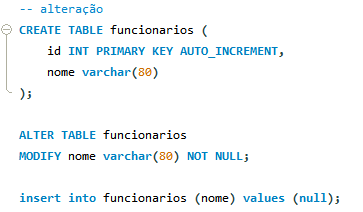 -- alteração
CREATE TABLE funcionarios (
id INT PRIMARY KEY AUTO_INCREMENT,
nome varchar(80)
);
ALTER TABLE funcionarios
MODIFY nome varchar(80) NOT NULL;
insert into funcionarios (nome) values (null);